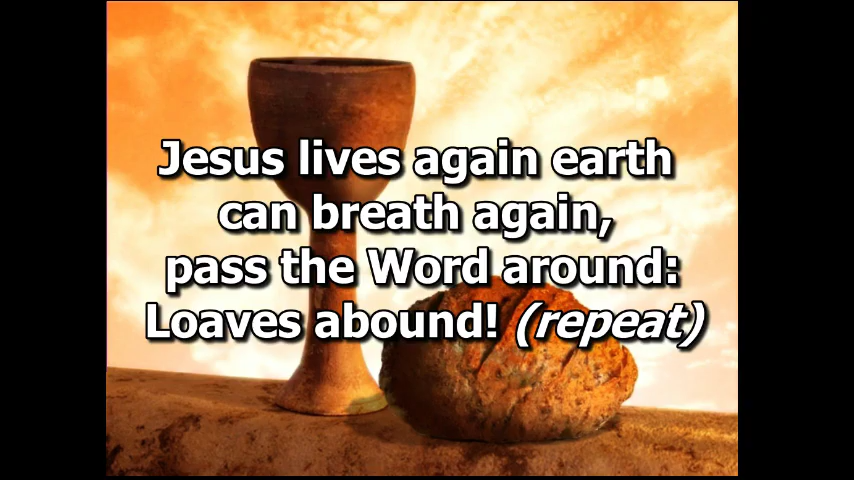 Jesus lives again earth
can breath again,
pass the Word around:
Loaves abound! (repeat)